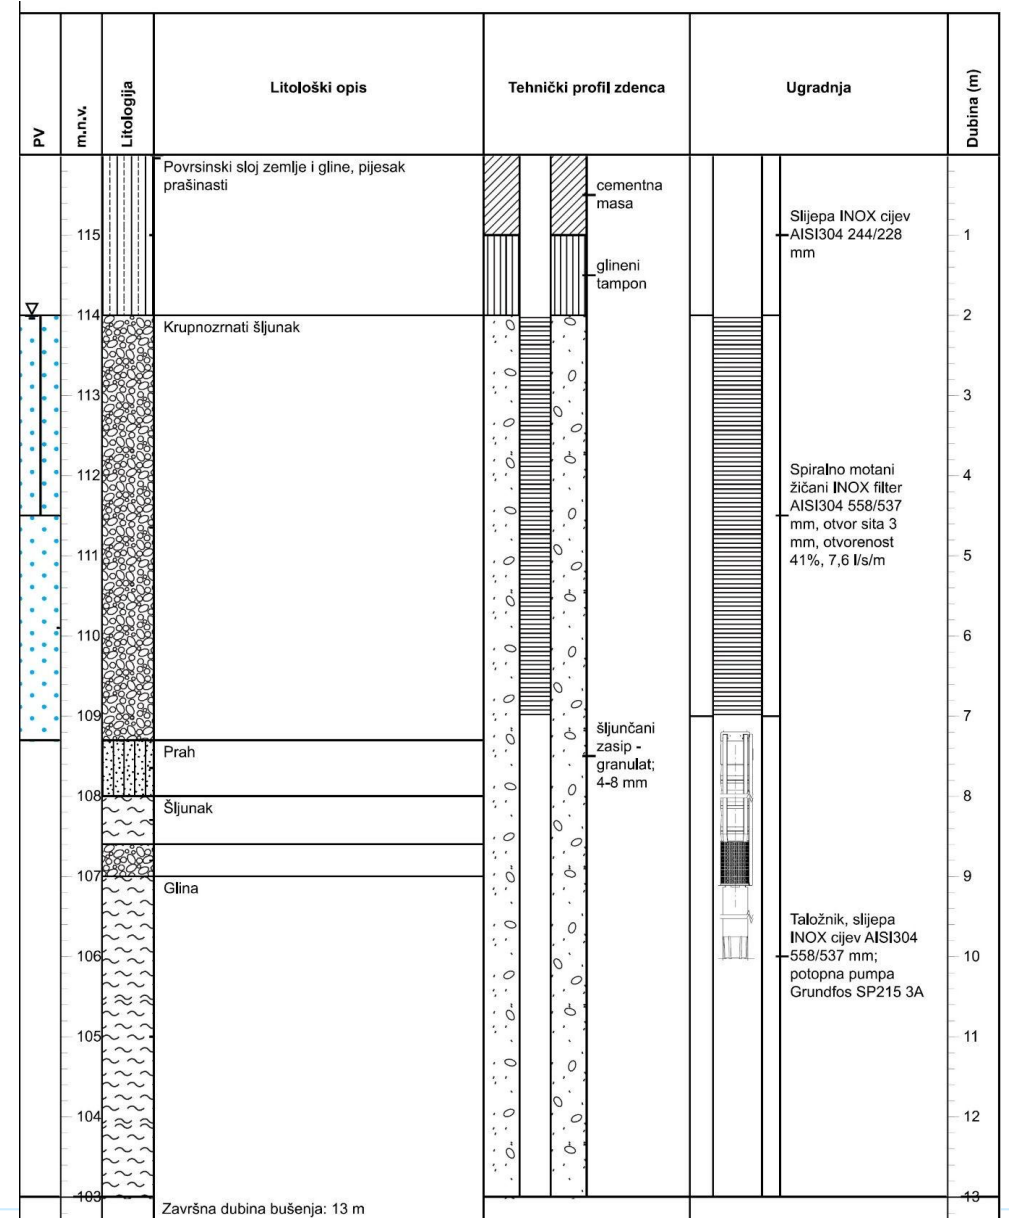 PV
m.n.v.
Litologija
Litološki opis
Tehnički profil zdenca
Ugradnja
Dubina (m)
Povrsinski sloj zemlje i gline, pijesak
prašinasti
cementna
masa
Slijepa INOX cijev
AISI304 244/228
mm
115
1
glineni
tampon
114
2
Krupnozrnati šljunak
113
3
112
4
Spiralno motani
žičani INOX filter
AISI304 558/537
mm, otvor sita 3
mm, otvorenost
41%, 7,6 l/s/m
111
5
110
6
109
7
šljunčani
zasip -
granulat;
4-8 mm
Prah
108
8
Šljunak
107
9
Glina
Taložnik, slijepa
INOX cijev AISI304
558/537 mm;
potopna pumpa
Grundfos SP215 3A
106
10
105
11
104
12
103
13
Završna dubina bušenja: 13 m